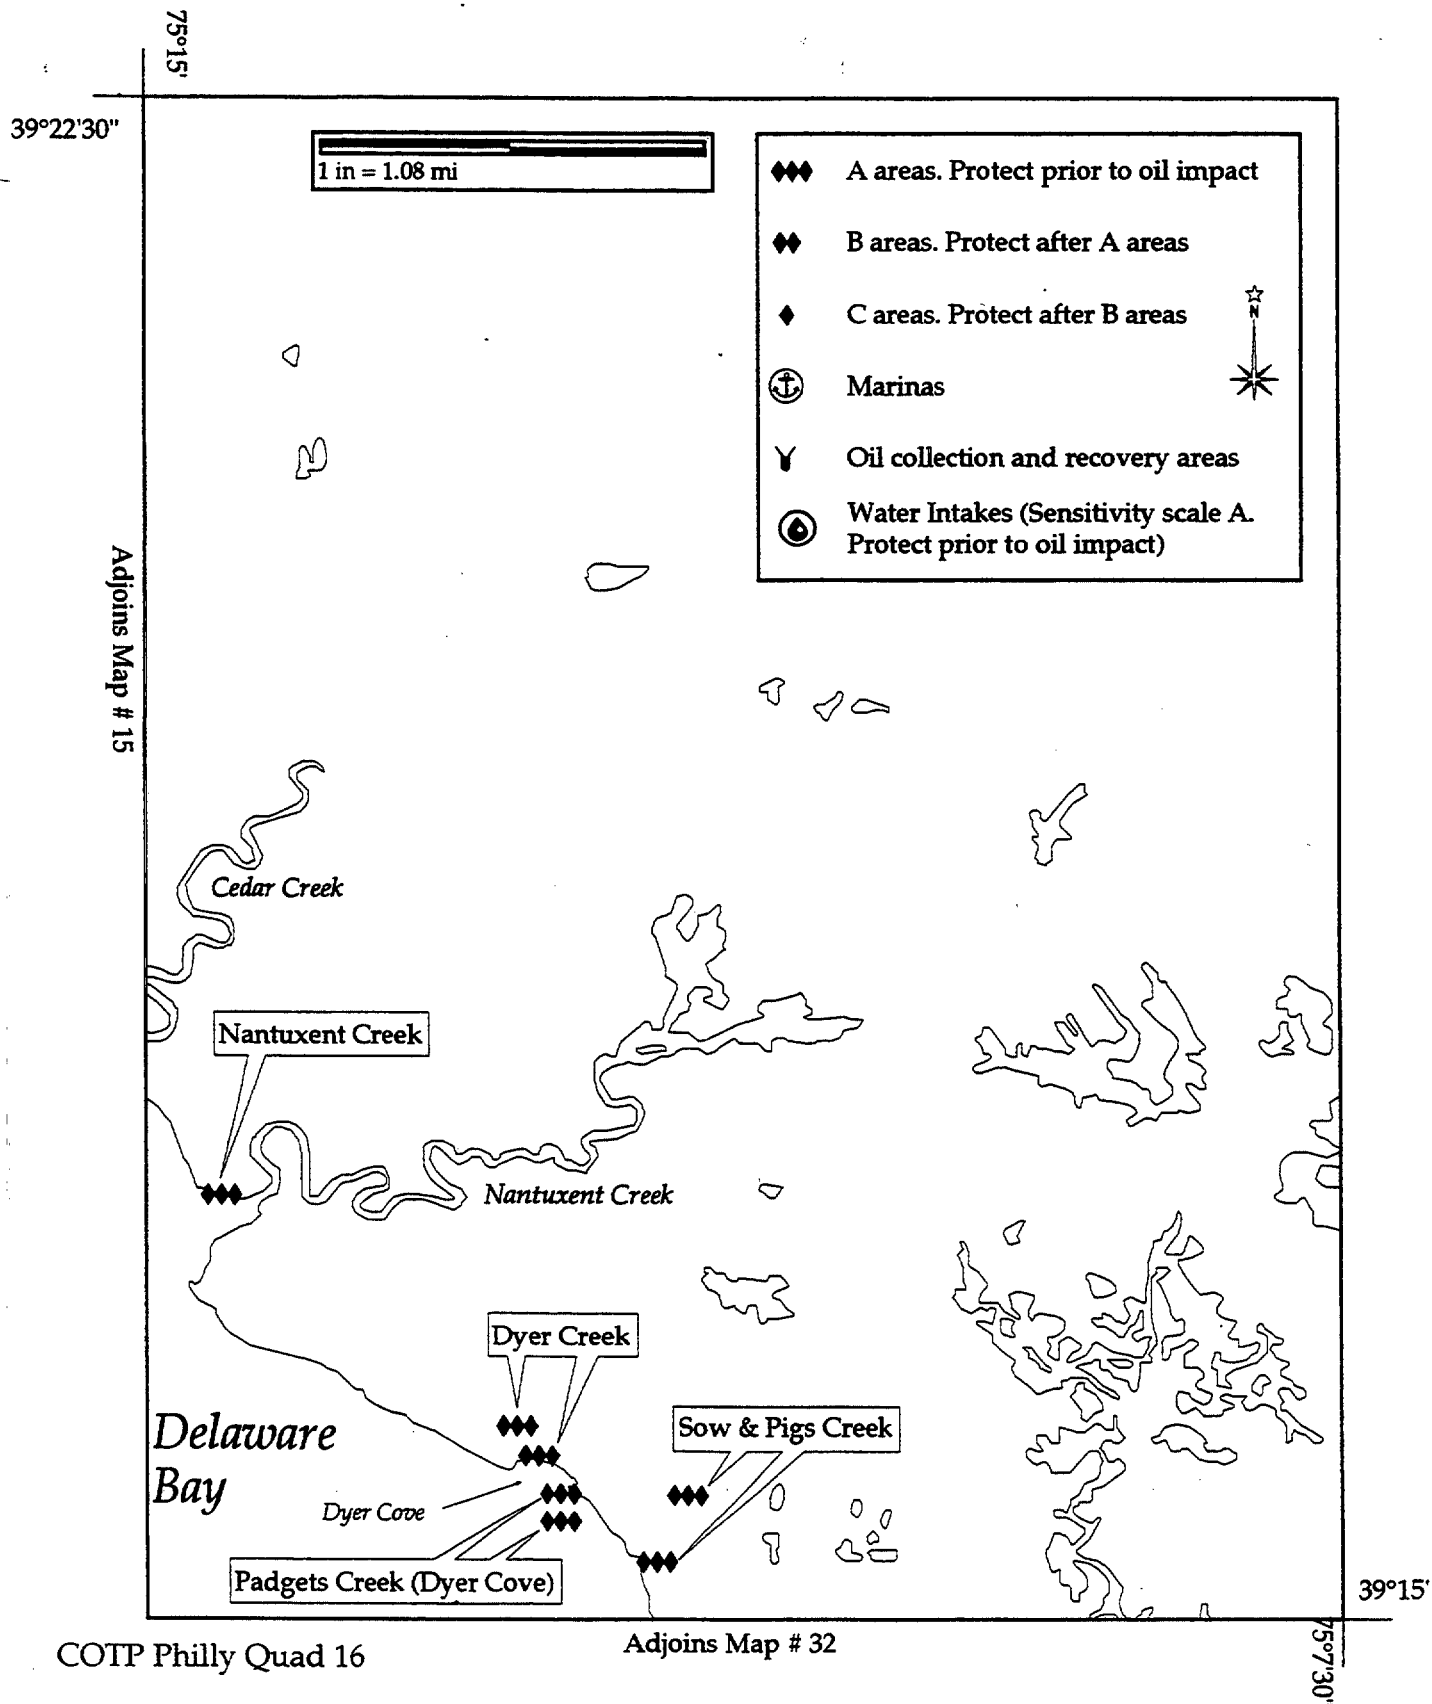 75°15'
39°22'30"
1 in = 1.08 mi
A areas. Protect prior to oil impact
B areas. Protect after A areas
C areas. Protect after B areas
N
Marinas
Oil collection and recovery areas
Water Intakes (Sensitivity scale A.
Protect prior to oil impact)
Adjoins Map # 15
Cedar Creek
Nantuxent Creek
Nantuxent Creek
Dyer Creek
Delaware
Bay
Sow & Pigs Creek
Dyer Cove
Padgets Creek (Dyer Cove)
39°15'
Adjoins Map # 32
75°7'30'
COTP Philly Quad 16